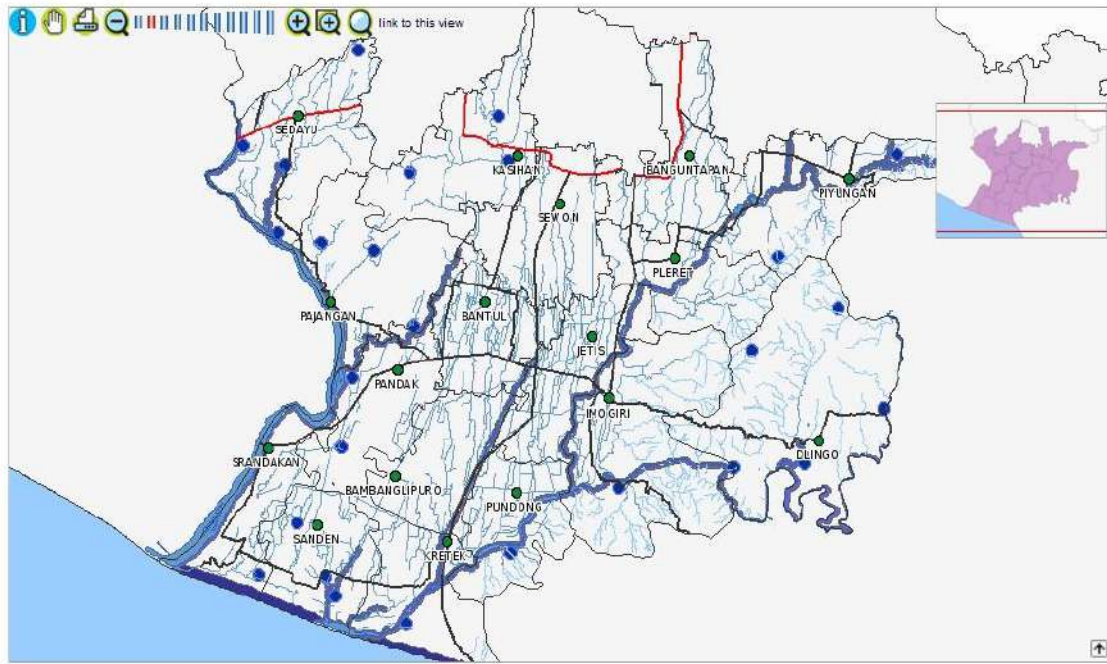 link to this view
SEDAYU
KASIHAN
BANGUNTAPAN
PIYUNGAN
SEWON
PLERET
PAJANGAN
BANTUL
JETIS
PANDAK
IMOGIRI
SRANDAKAN
DLINGO
BAMBANGLIPURO
PUNDONG
SANDEN
KRETEK